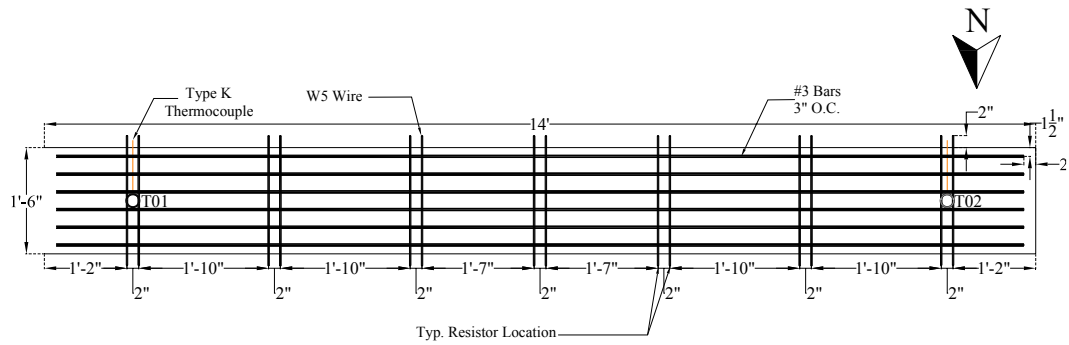 N
Type K
Thermocouple
W5 Wire
#3 Bars
3" O.C.
14'
2"
1 1/2"
2
1'-6"
T01
T02
1'-2" 1'-10" 1'-10" 1'-7" 1'-7" 1'-10" 1'-10" 1'-2"
2" 2" 2" 2" 2" 2" 2"
Typ. Resistor Location